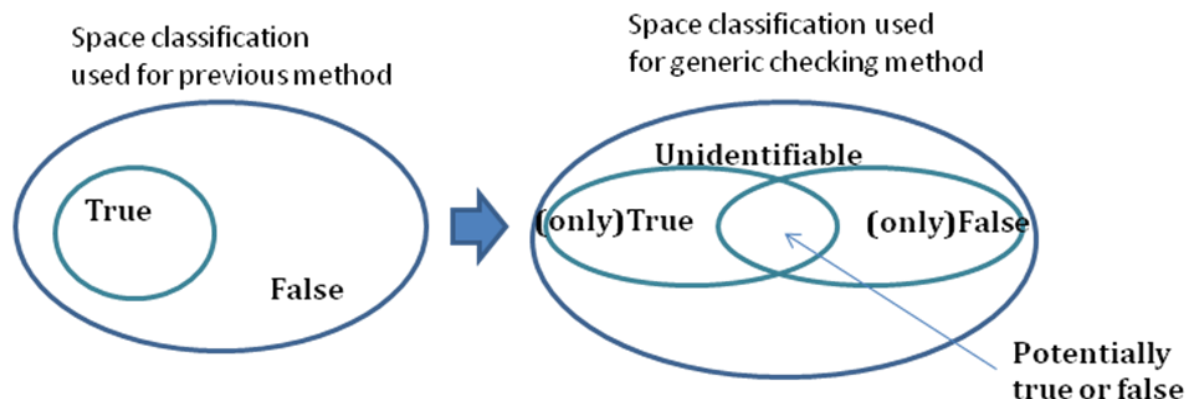 Space classification
used for previous method
True
False
Space classification used
for generic checking method
Unidentifiable
(only)True
(only)False
Potentially
true or false